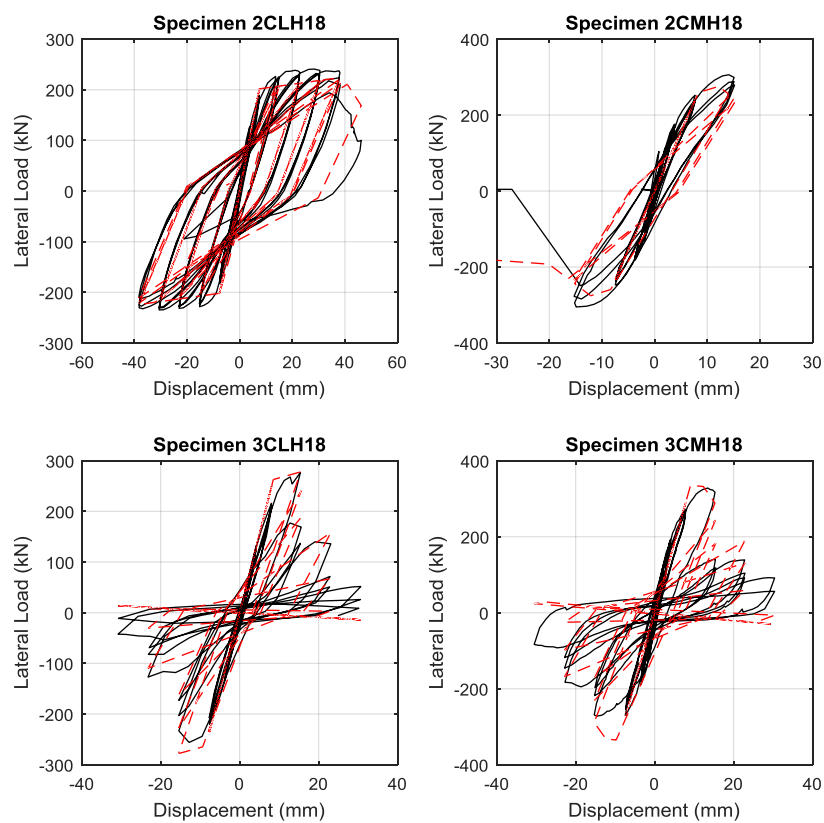 Specimen 2CLH18
300
200
100
0
-100
-200
-300
Lateral Load (kN)
-60 -40 -20 0 20 40 60
Displacement (mm)
Specimen 2CMH18
400
200
0
-200
-400
Lateral Load (kN)
-30 -20 -10 0 10 20 30
Displacement (mm)
Specimen 3CLH18
300
200
100
0
-100
-200
-300
Lateral Load (kN)
-40 -20 0 20 40
Displacement (mm)
Specimen 3CMH18
400
200
0
-200
-400
Lateral Load (kN)
-40 -20 0 20 40
Displacement (mm)